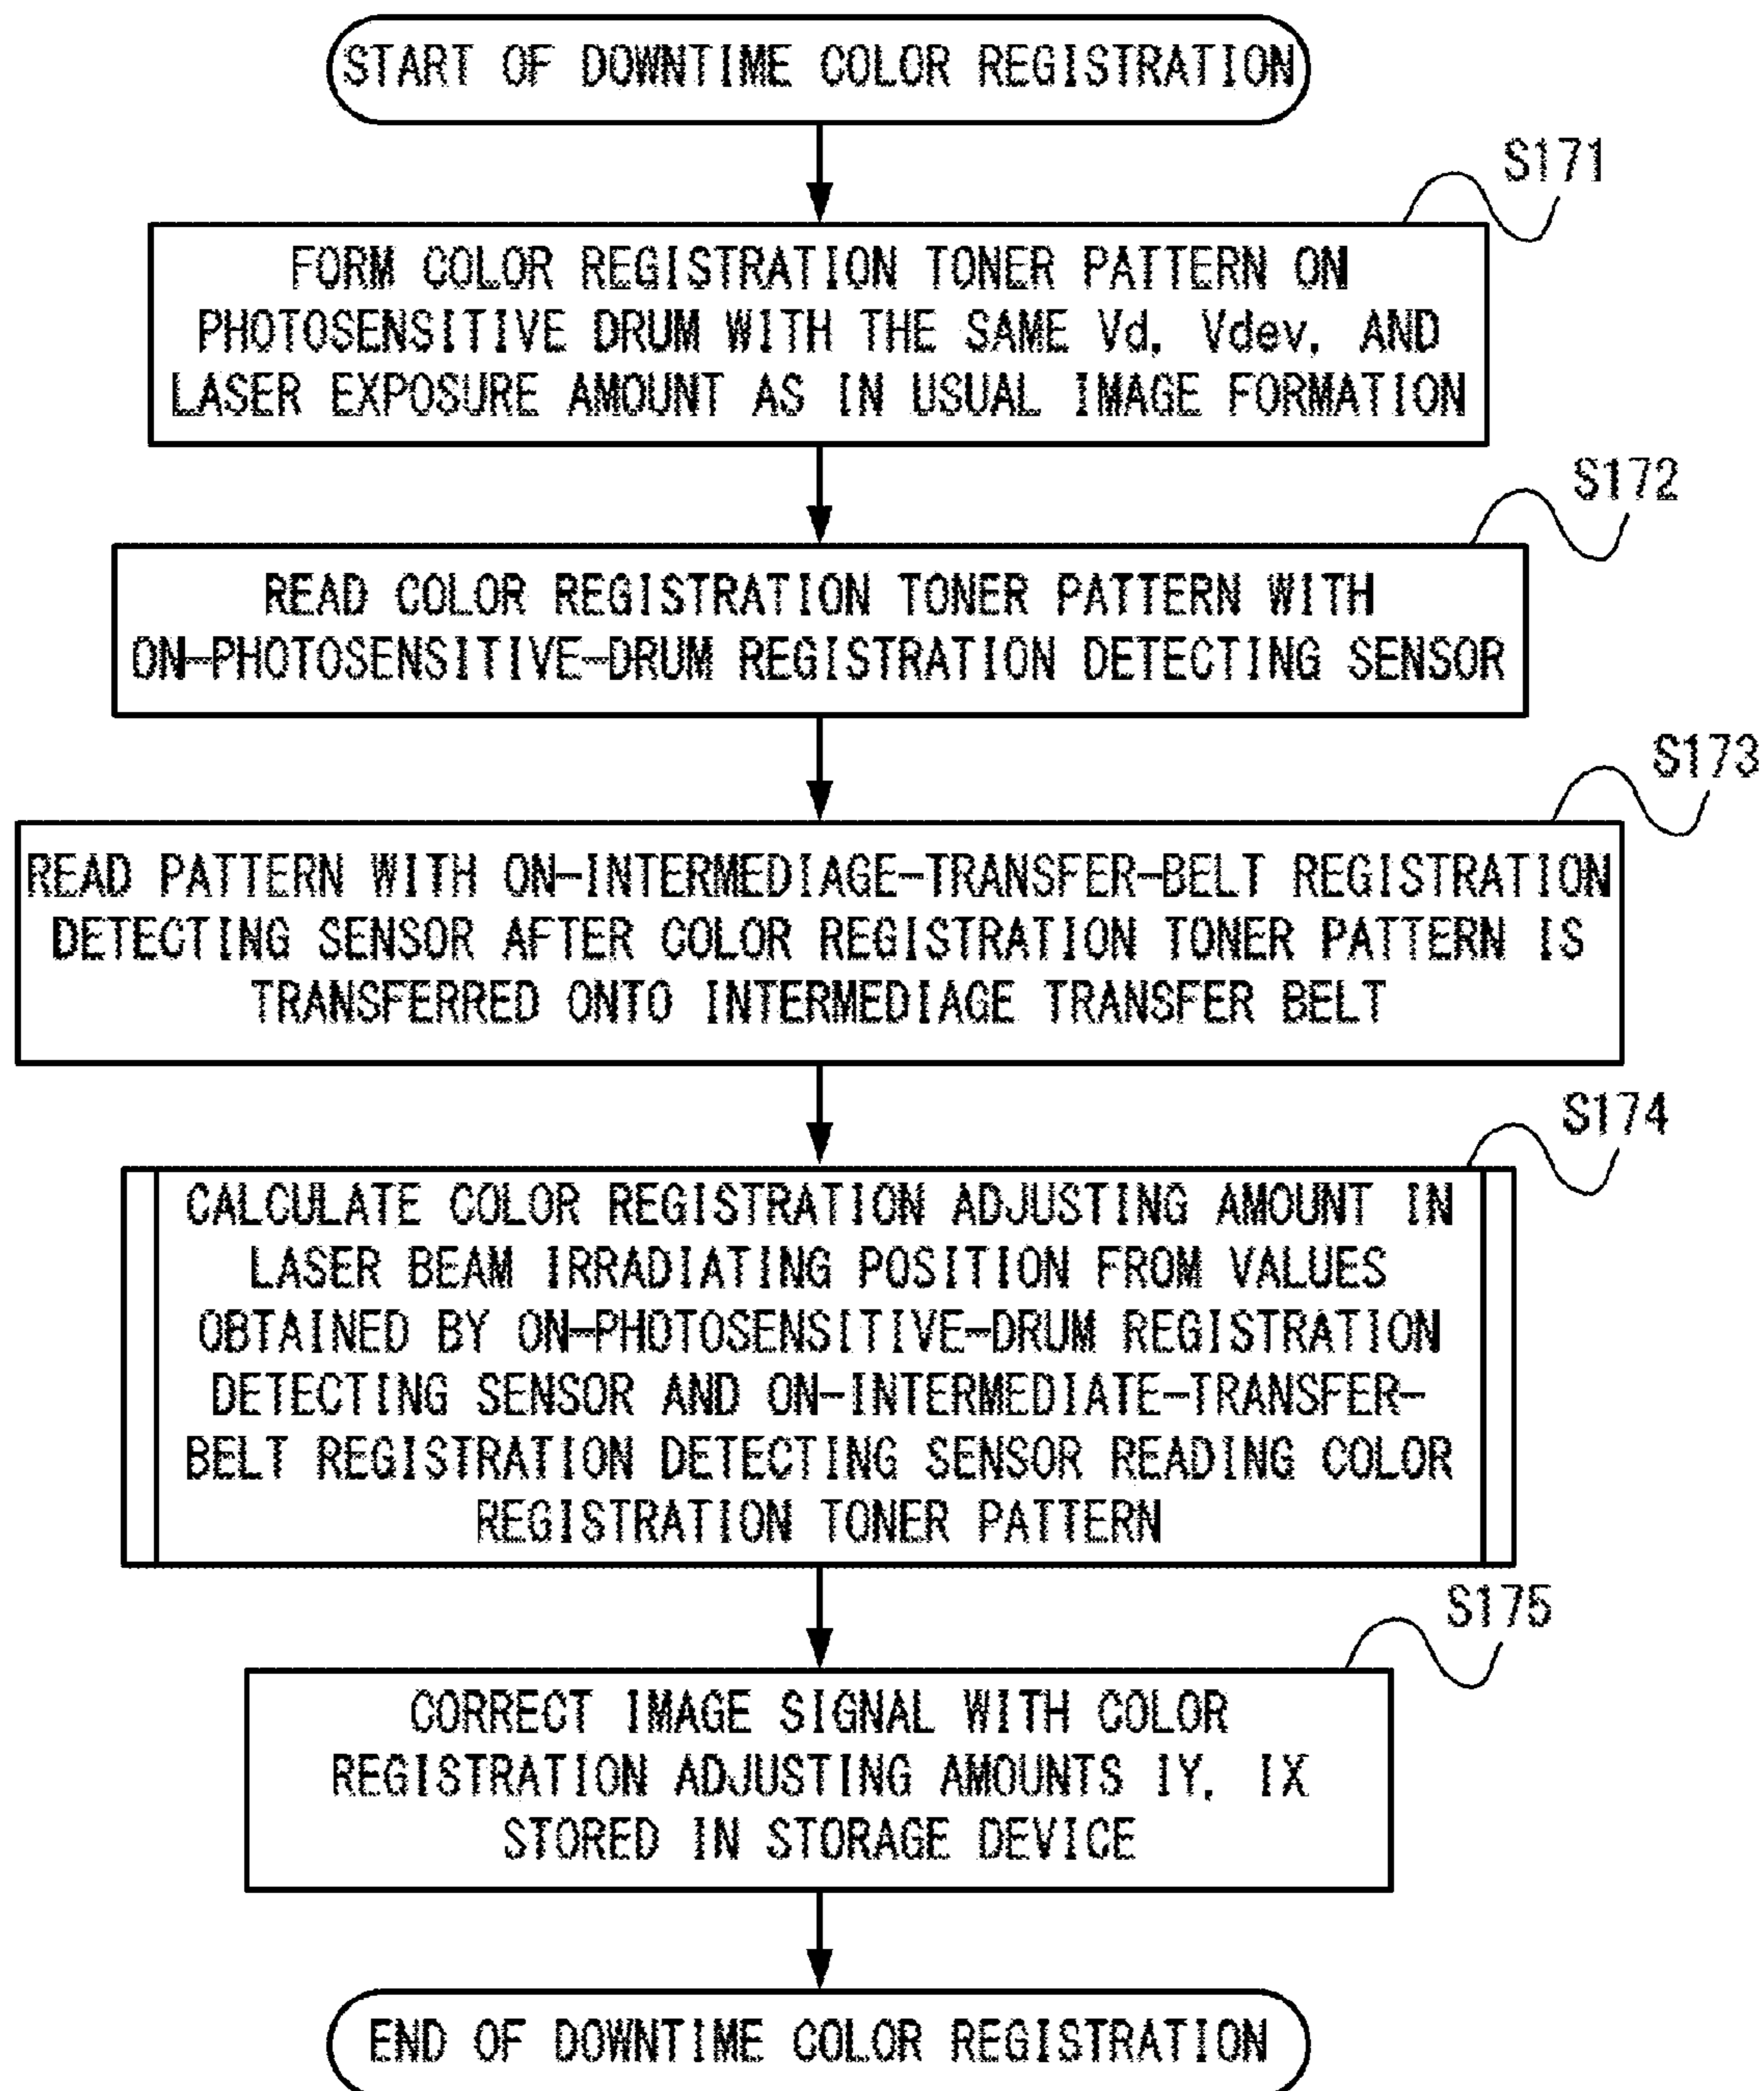 START OF DOWNTIME COLOR REGISTRATION
S171
FORM COLOR REGISTRATION TONER PATTERN ON
PHOTOSENSITIVE DRUM WITH THE SAME Vd, Vdev, AND
LASER EXPOSURE AMOUNT AS IN USUAL IMAGE FORMATION
S172
READ COLOR REGISTRATION TONER PATTERN WITH
ON-PHOTOSENSITIVE-DRUM REGISTRATION DETECTING SENSOR
S173
READ PATTERN WITH ON-INTERMEDIAGE-TRANSFER-BELT REGISTRATION
DETECTING SENSOR AFTER COLOR REGISTRATION TONER PATTERN IS
TRANSFERRED ONTO INTERMEDIAGE TRANSFER BELT
S174
CALCULATE COLOR REGISTRATION ADJUSTING AMOUNT IN
LASER BEAM IRRADIATING POSITION FROM VALUES
OBTAINED BY ON-PHOTOSENSITIVE-DRUM REGISTRATION
DETECTING SENSOR AND ON-INTERMEDIATE-TRANSFER-
BELT REGISTRATION DETECTING SENSOR READING COLOR
REGISTRATION TONER PATTERN
S175
CORRECT IMAGE SIGNAL WITH COLOR
REGISTRATION ADJUSTING AMOUNTS IY, IX
STORED IN STORAGE DEVICE
END OF DOWNTIME COLOR REGISTRATION